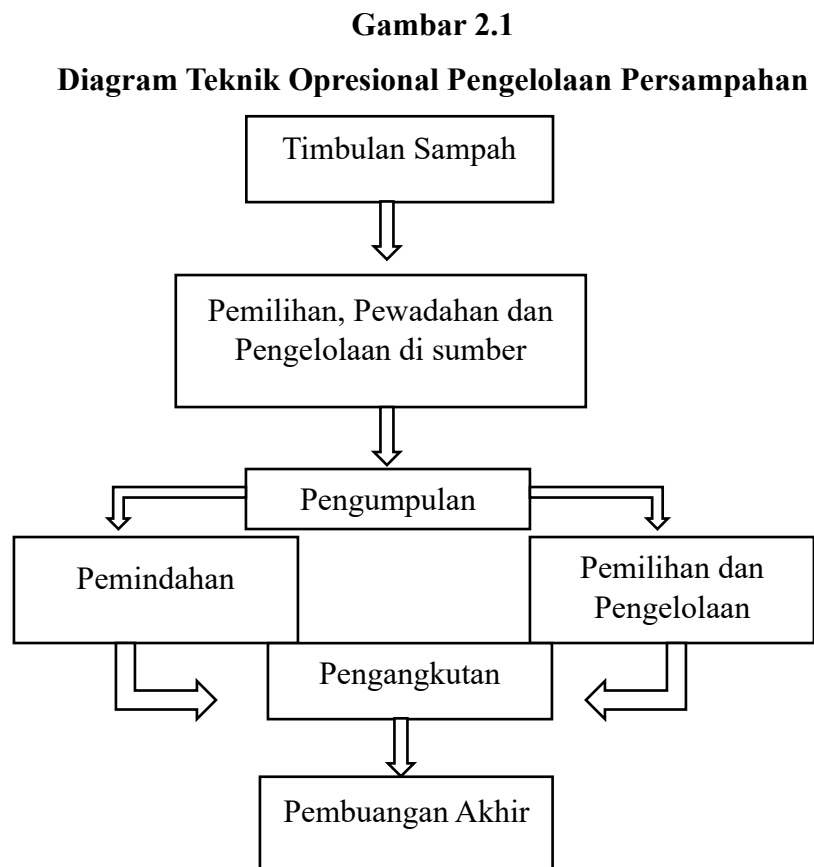 Gambar 2.1
Diagram Teknik Opresional Pengelolaan Persampahan
Timbulan Sampah
Pemilihan, Pewadahan dan
Pengelolaan di sumber
Pengumpulan
Pemindahan
Pemilihan dan
Pengelolaan
Pengangkutan
Pembuangan Akhir